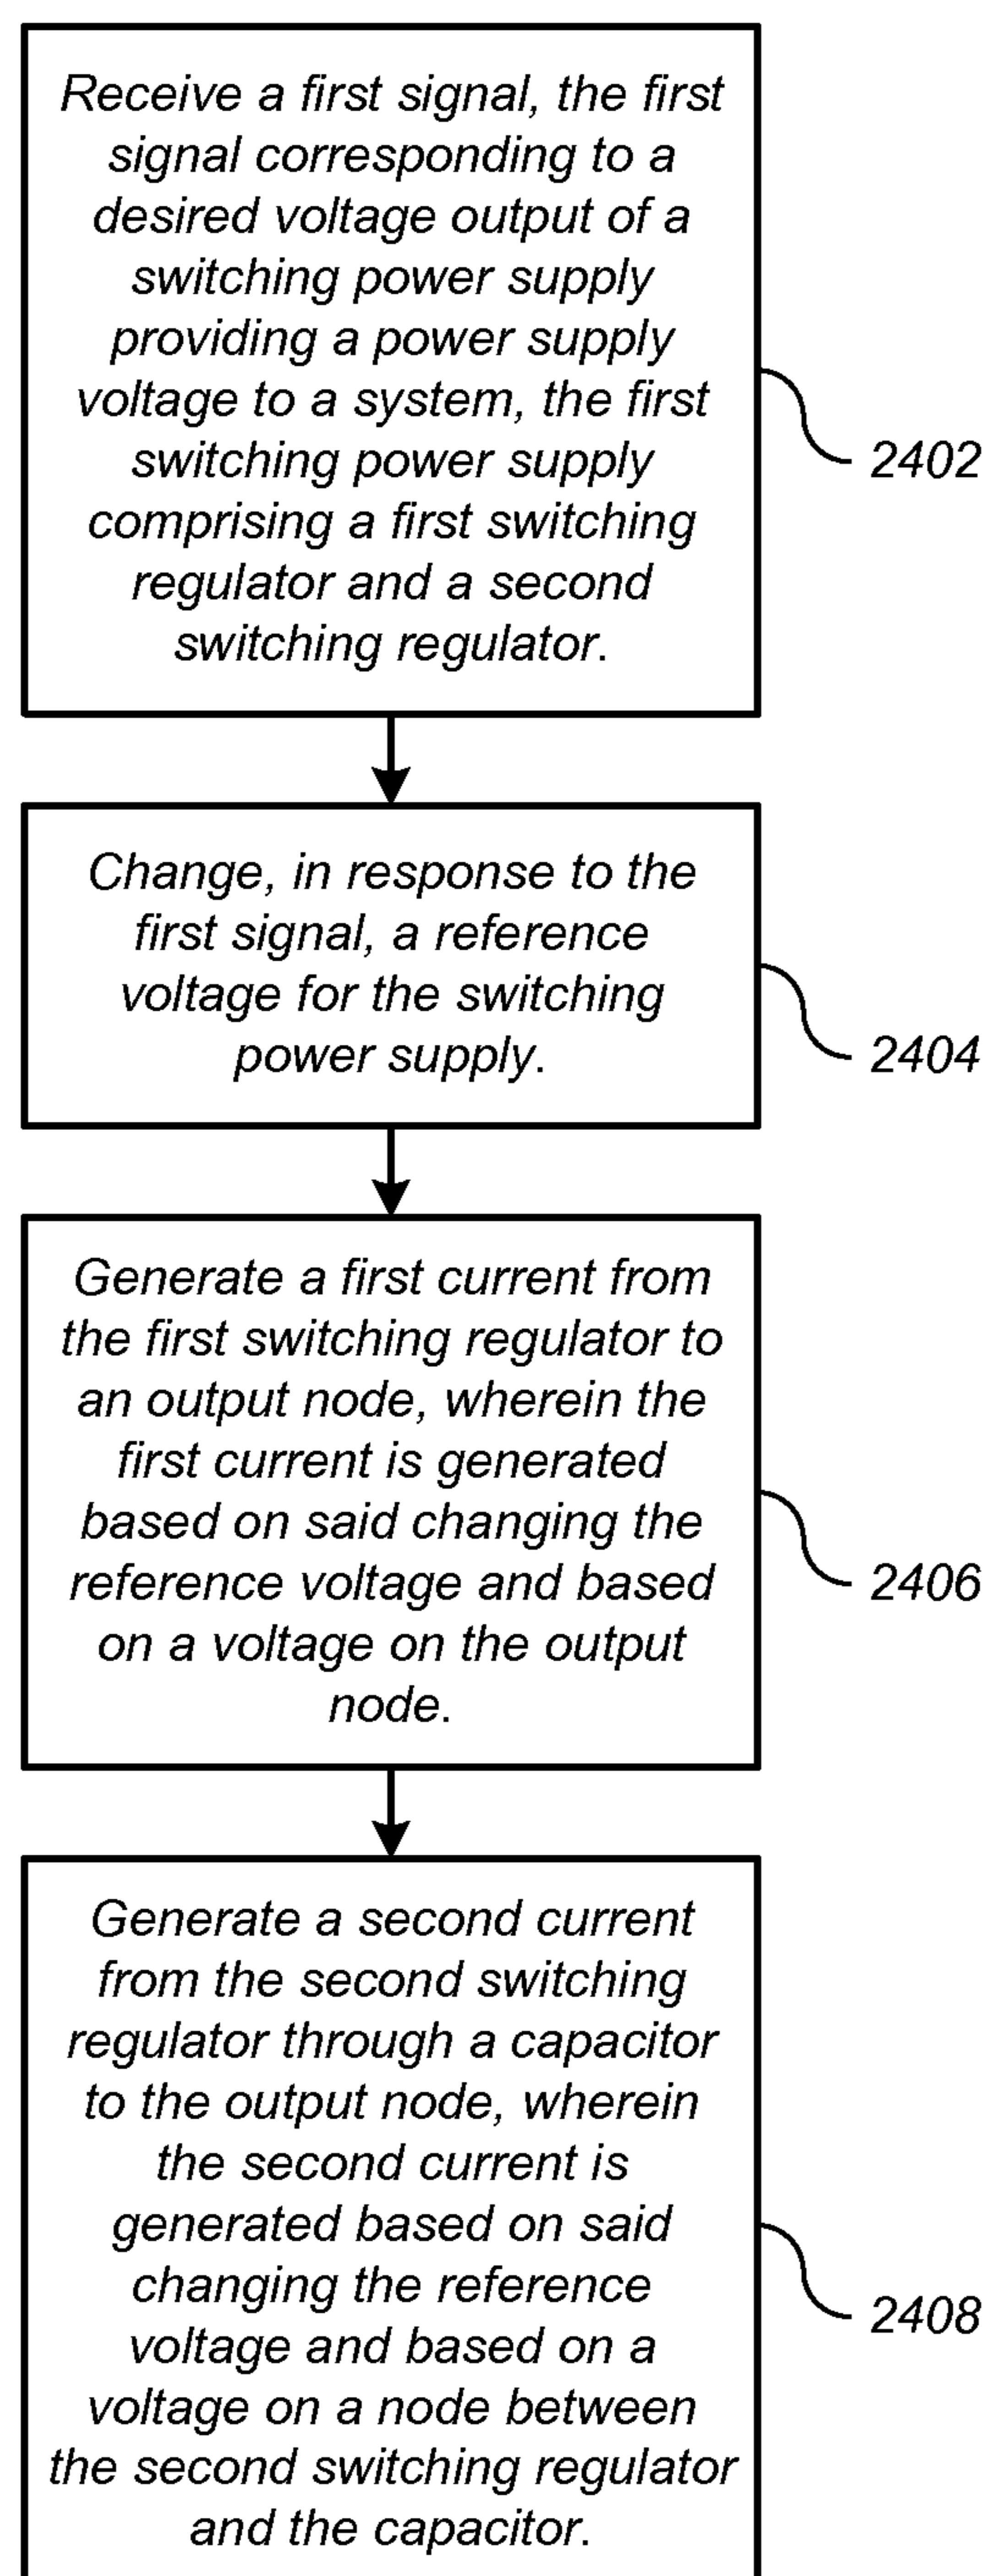 Receive a first signal, the first
signal corresponding to a
desired voltage output of a
switching power supply
providing a power supply
voltage to a system, the first
switching power supply
comprising a first switching
regulator and a second
switching regulator.
2402
Change, in response to the
first signal, a reference
voltage for the switching
power supply.
2404
Generate a first current from
the first switching regulator to
an output node, wherein the
first current is generated
based on said changing the
reference voltage and based
on a voltage on the output
node.
2406
Generate a second current
from the second switching
regulator through a capacitor
to the output node, wherein
the second current is
generated based on said
changing the reference
voltage and based on a
voltage on a node between
the second switching regulator
and the capacitor.
2408